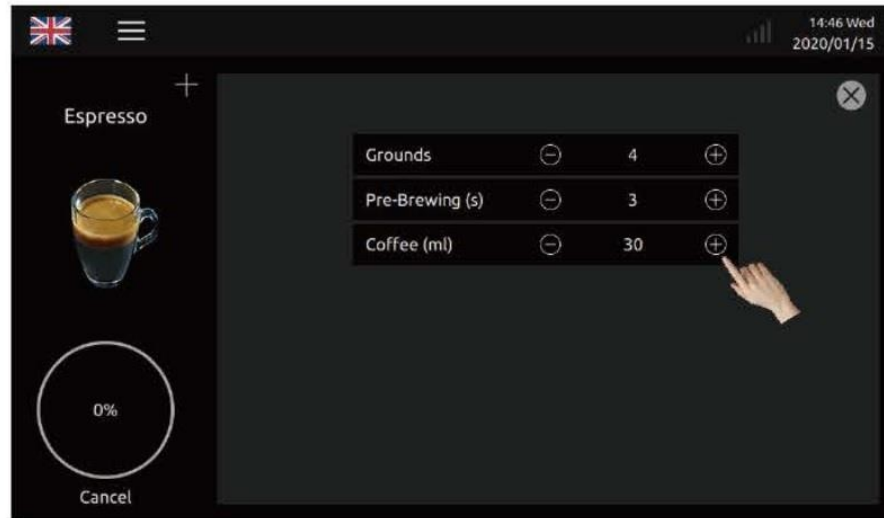 14:46 Wed
2020/01/15
Espresso
Grounds 4
Pre-Brewing (s) 3
Coffee (ml) 30
0%
Cancel